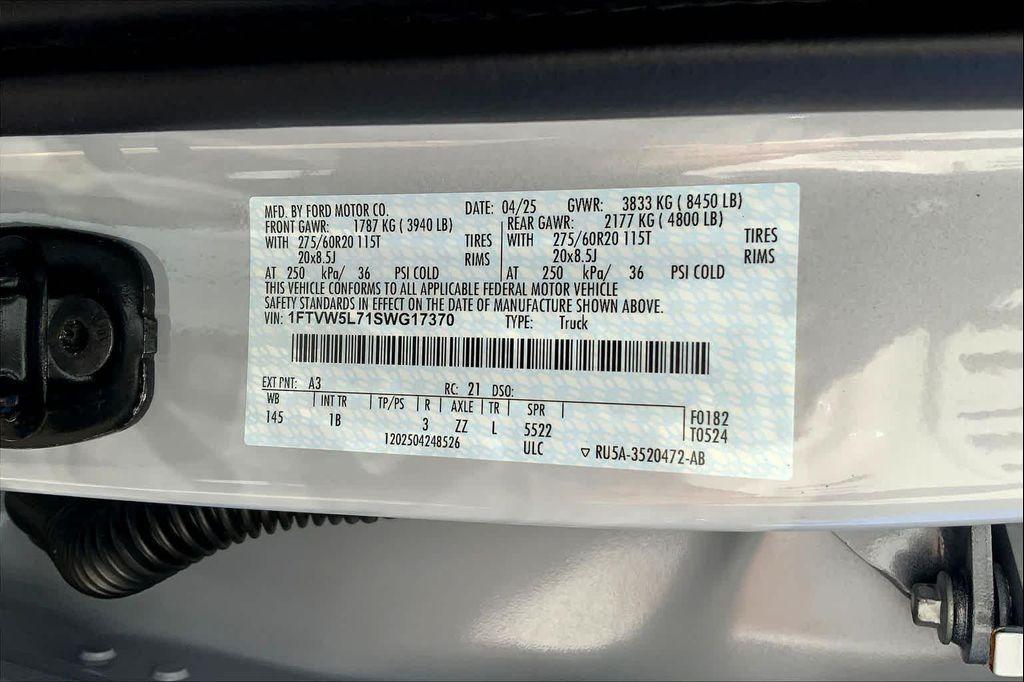 MFD. BY FORD MOTOR CO. DATE: 04/25 GVWR: 3833 KG ( 8450 LB)
FRONT GAWR: 1787 KG ( 3940 LB) REAR GAWR: 2177 KG ( 4800 LB)
WITH 275/60R20 115T TIRES WITH 275/60R20 115T TIRES
20x8.5J RIMS 20x8.5J RIMS
AT 250 kPa/ 36 PSI COLD AT 250 kPa/ 36 PSI COLD
THIS VEHICLE CONFORMS TO ALL APPLICABLE FEDERAL MOTOR VEHICLE
SAFETY STANDARDS IN EFFECT ON THE DATE OF MANUFACTURE SHOWN ABOVE.
VIN: 1FTVW5L71SWG17370 TYPE: Truck
EXT PNT: A3 RC: 21 DSO:
WB INT TR TP/PS R AXLE TR SPR
145 1B 3 ZZ L 5522 F0182
1202504248526 ULC T0524
RU5A-3520472-AB